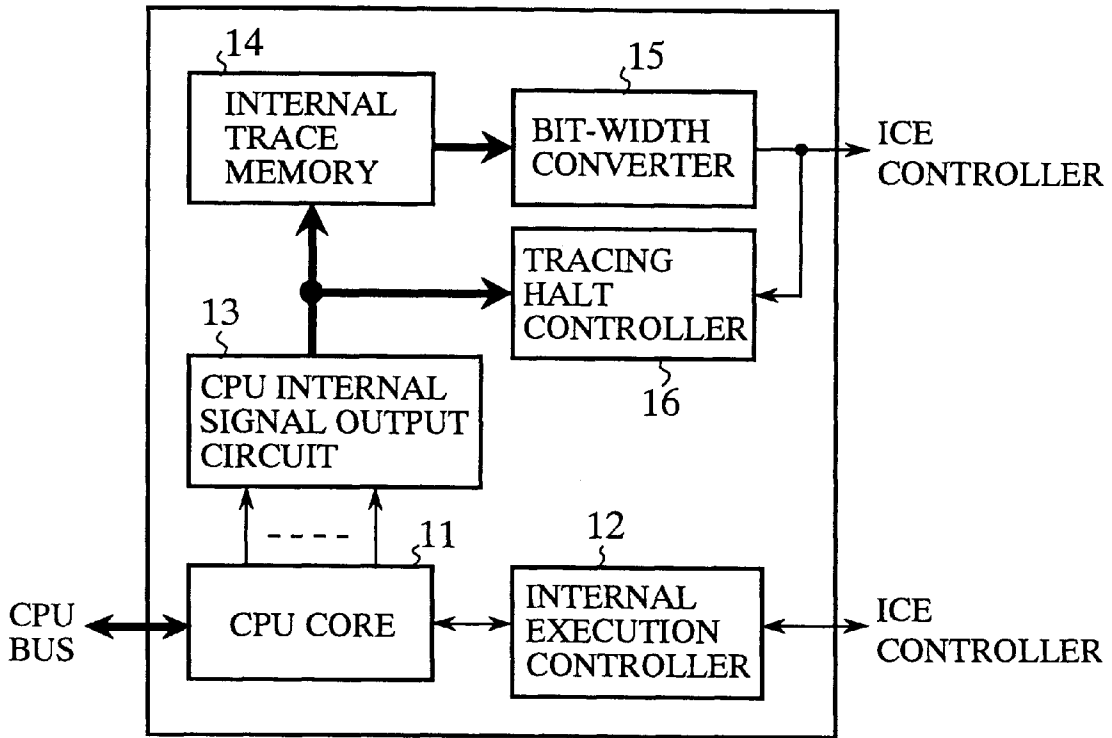 14
INTERNAL
TRACE
MEMORY
15
BIT-WIDTH
CONVERTER
ICE
CONTROLLER
TRACING
HALT
CONTROLLER
16
13
CPU INTERNAL
SIGNAL OUTPUT
CIRCUIT
11
CPU CORE
CPU
BUS
12
INTERNAL
EXECUTION
CONTROLLER
ICE
CONTROLLER